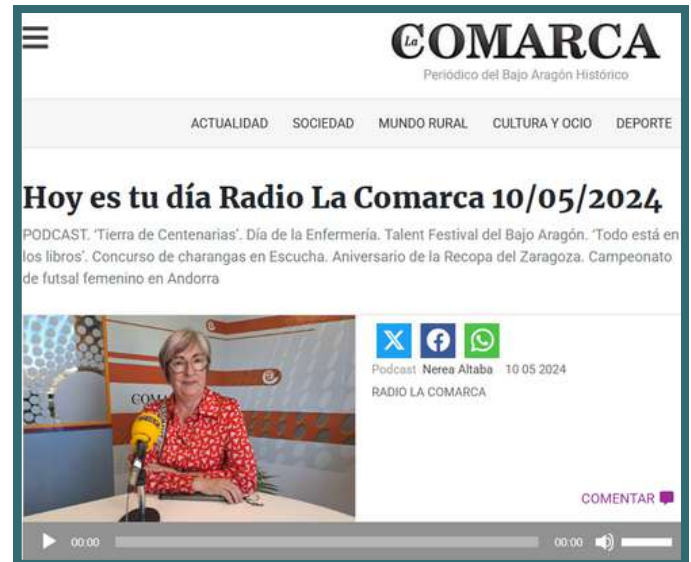 La COMARCA
Periódico del Bajo Aragón Histórico
ACTUALIDAD SOCIEDAD MUNDO RURAL CULTURA Y OCIO DEPORTE
Hoy es tu día Radio La Comarca 10/05/2024
PODCAST. ‘Tierra de Centenarias’. Día de la Enfermería. Talent Festival del Bajo Aragón. ‘Todo está en
los libros’. Concurso de charangas en Escucha. Aniversario de la Recopa del Zaragoza. Campeonato
de futsal femenino en Andorra
Podcast Nerea Altaba 10 05 2024
RADIO LA COMARCA
COMENTAR
00:00 00:00